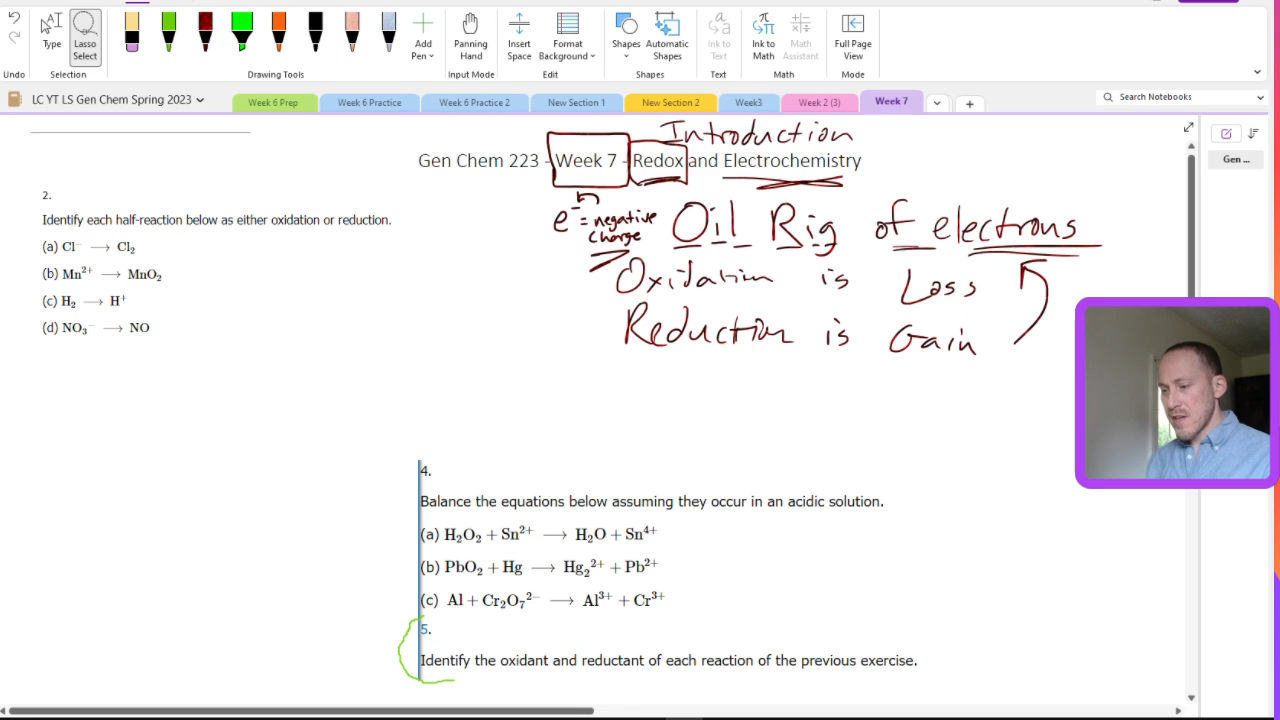 Type
Lasso
Select
Add
Pen
Panning
Hand
Insert
Space
Format
Background
Shapes
Automatic
Shapes
Ink to
Text
Ink to
Math
Math
Assistant
Full Page
View
Undo
Selection
Drawing Tools
Input Mode
Edit
Shapes
Text
Math
Mode
LC YT LS Gen Chem Spring 2023
Week 6 Prep
Week 6 Practice
Week 6 Practice 2
New Section 1
New Section 2
Week3
Week 2 (3)
Week 7
Search Notebooks
Gen ...
Introduction
Gen Chem 223 - Week 7 - Redox and Electrochemistry
e⁻ = negative charge
Oil Rig of electrons
Oxidation is Loss
Reduction is Gain
2.
Identify each half-reaction below as either oxidation or reduction.
(a) Cl⁻ ⟶ Cl₂
(b) Mn²⁺ ⟶ MnO₂
(c) H₂ ⟶ H⁺
(d) NO₃⁻ ⟶ NO
4.
Balance the equations below assuming they occur in an acidic solution.
(a) H₂O₂ + Sn²⁺ ⟶ H₂O + Sn⁴⁺
(b) PbO₂ + Hg ⟶ Hg₂²⁺ + Pb²⁺
(c) Al + Cr₂O₇²⁻ ⟶ Al³⁺ + Cr³⁺
5.
Identify the oxidant and reductant of each reaction of the previous exercise.